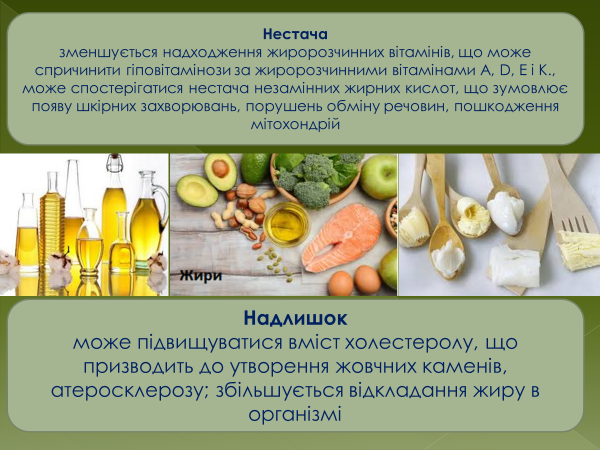 Нестача
зменшується надходження жиророзчинних вітамінів, що може
спричинити гіповітамінози за жиророзчинними вітамінами A, D, E і K.,
може спостерігатися нестача незамінних жирних кислот, що зумовлює
появу шкірних захворювань, порушень обміну речовин, пошкодження
мітохондрій
Жири
Надлишок
може підвищуватися вміст холестеролу, що
призводить до утворення жовчних каменів,
атеросклерозу; збільшується відкладання жиру в
організмі